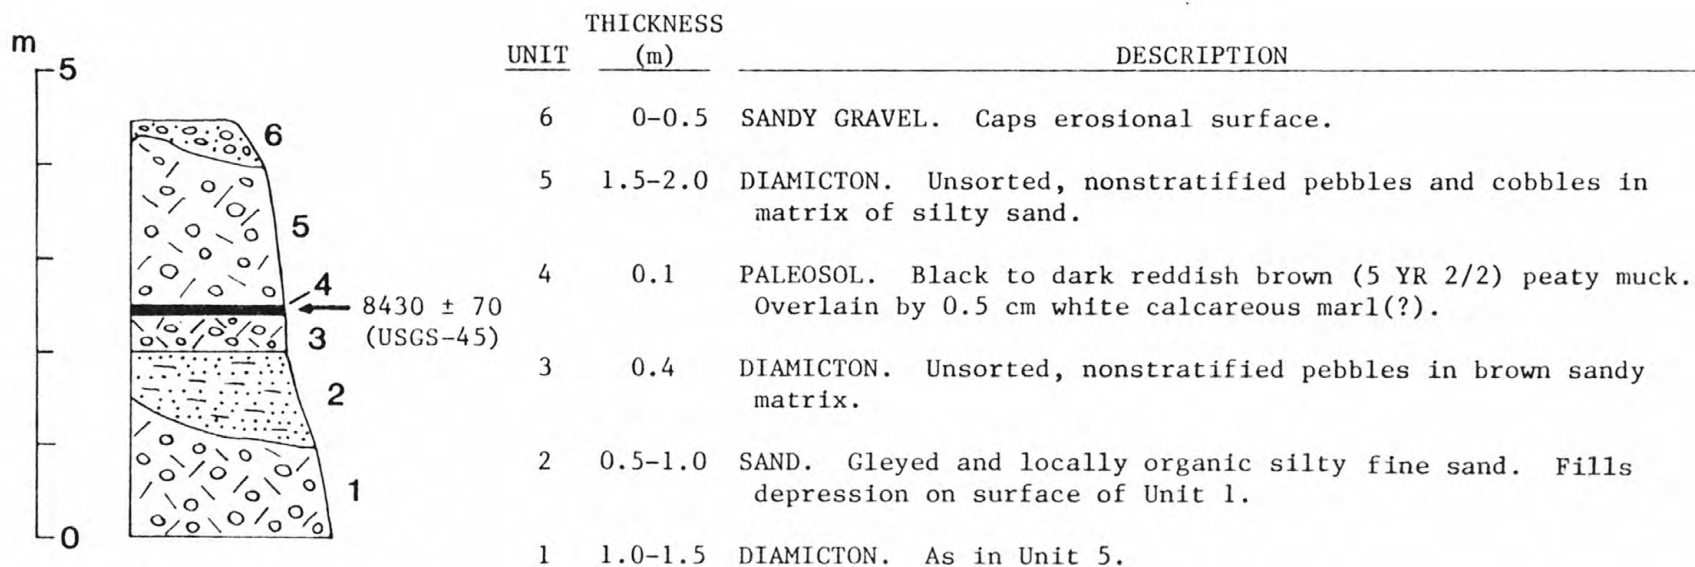 m
5
6
5
4
8430 ± 70
(USGS-45)
3
2
1
0
THICKNESS
UNIT (m) DESCRIPTION
6 0-0.5 SANDY GRAVEL. Caps erosional surface.
5 1.5-2.0 DIAMICTON. Unsorted, nonstratified pebbles and cobbles in
matrix of silty sand.
4 0.1 PALEOSOL. Black to dark reddish brown (5 YR 2/2) peaty muck.
Overlain by 0.5 cm white calcareous marl(?).
3 0.4 DIAMICTON. Unsorted, nonstratified pebbles in brown sandy
matrix.
2 0.5-1.0 SAND. Gleyed and locally organic silty fine sand. Fills
depression on surface of Unit 1.
1 1.0-1.5 DIAMICTON. As in Unit 5.